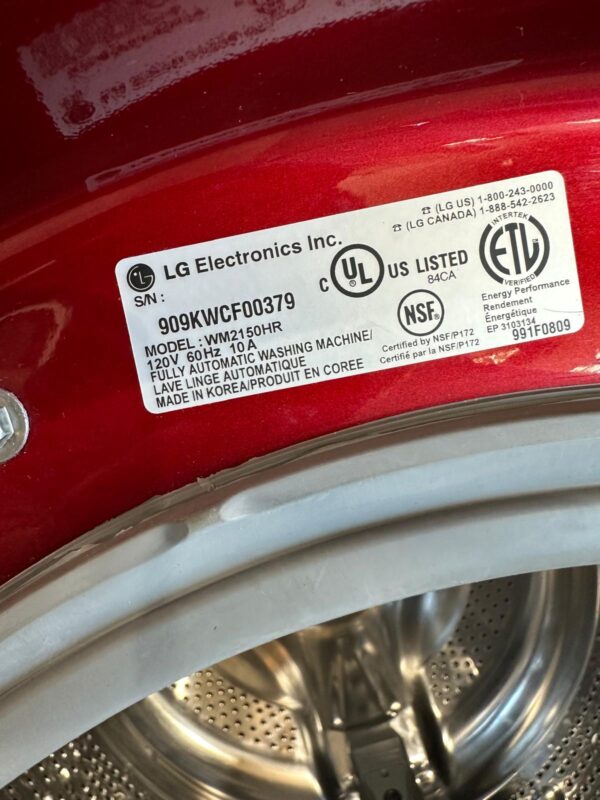 ☎ (LG US) 1-800-243-0000
☎ (LG CANADA) 1-888-542-2623
LG LG Electronics Inc.
S/N :
909KWCF00379
MODEL : WM2150HR
120V 60Hz 10A
FULLY AUTOMATIC WASHING MACHINE/
LAVE LINGE AUTOMATIQUE
MADE IN KOREA/PRODUIT EN COREE
C UL US LISTED
84CA
NSF
Certified by NSF/P172
Certifié par la NSF/P172
INTERTEK
ETL
VERIFIED
Energy Performance
Rendement
Énergétique
EP 3103134
991F0809